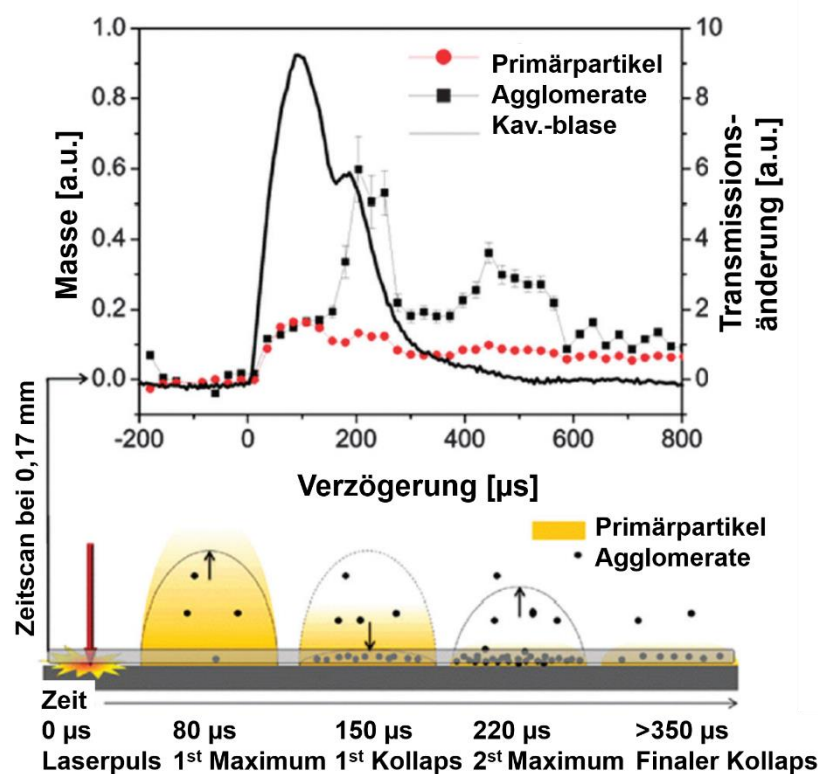 Primärpartikel
Agglomerate
Kav.-blase
Masse [a.u.]
1.0
0.8
0.6
0.4
0.2
0.0
Transmissions-
änderung [a.u.]
10
8
6
4
2
0
-200
0
200
400
600
800
Verzögerung [µs]
Zeitscan bei 0,17 mm
Primärpartikel
Agglomerate
Zeit
0 µs 80 µs 150 µs 220 µs >350 µs
Laserpuls 1st Maximum 1st Kollaps 2st Maximum Finaler Kollaps